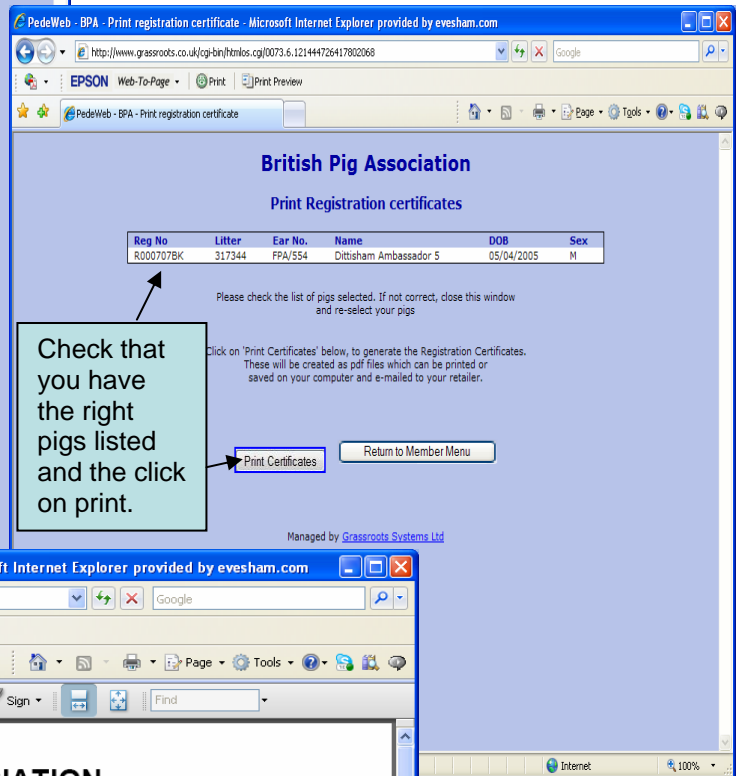 PedeWeb - BPA - Print registration certificate - Microsoft Internet Explorer provided by evesham.com
http://www.grassroots.co.uk/cgi-bin/htmlos.cgi/0073.6.121444726417802068
Google
EPSON Web-To-Page Print Print Preview
PedeWeb - BPA - Print registration certificate
Page Tools
British Pig Association
Print Registration certificates
Reg No Litter Ear No. Name DOB Sex
R000707BK 317344 FPA/554 Dittisham Ambassador 5 05/04/2005 M
Please check the list of pigs selected. If not correct, close this window
and re-select your pigs
Click on 'Print Certificates' below, to generate the Registration Certificates.
These will be created as pdf files which can be printed or
saved on your computer and e-mailed to your retailer.
Check that
you have
the right
pigs listed
and the click
on print.
Print Certificates
Return to Member Menu
Managed by Grassroots Systems Ltd
ft Internet Explorer provided by evesham.com
Google
Page Tools
Sign
Find
Internet 100%